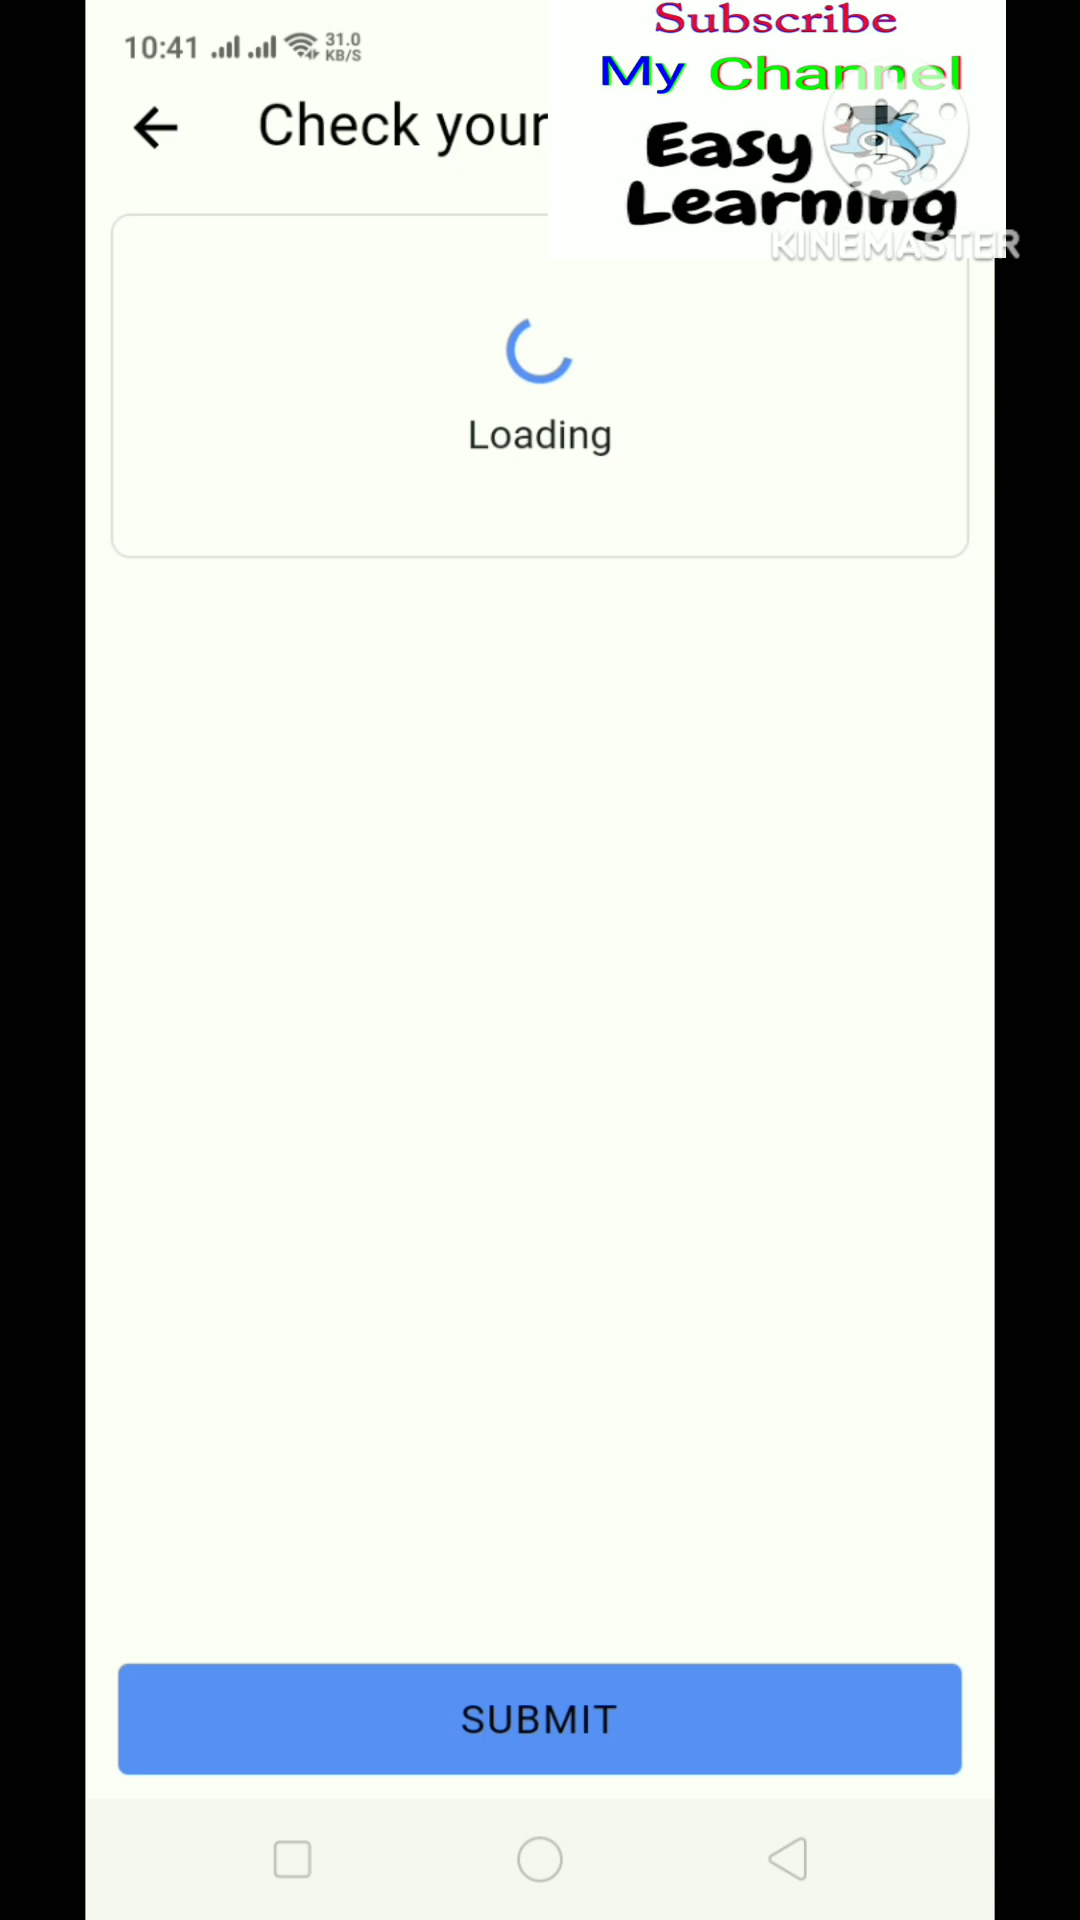 Subscribe
10:41 31.0 KB/S
My Channel
Check your
Easy
Learning
KINEMASTER
Loading
SUBMIT